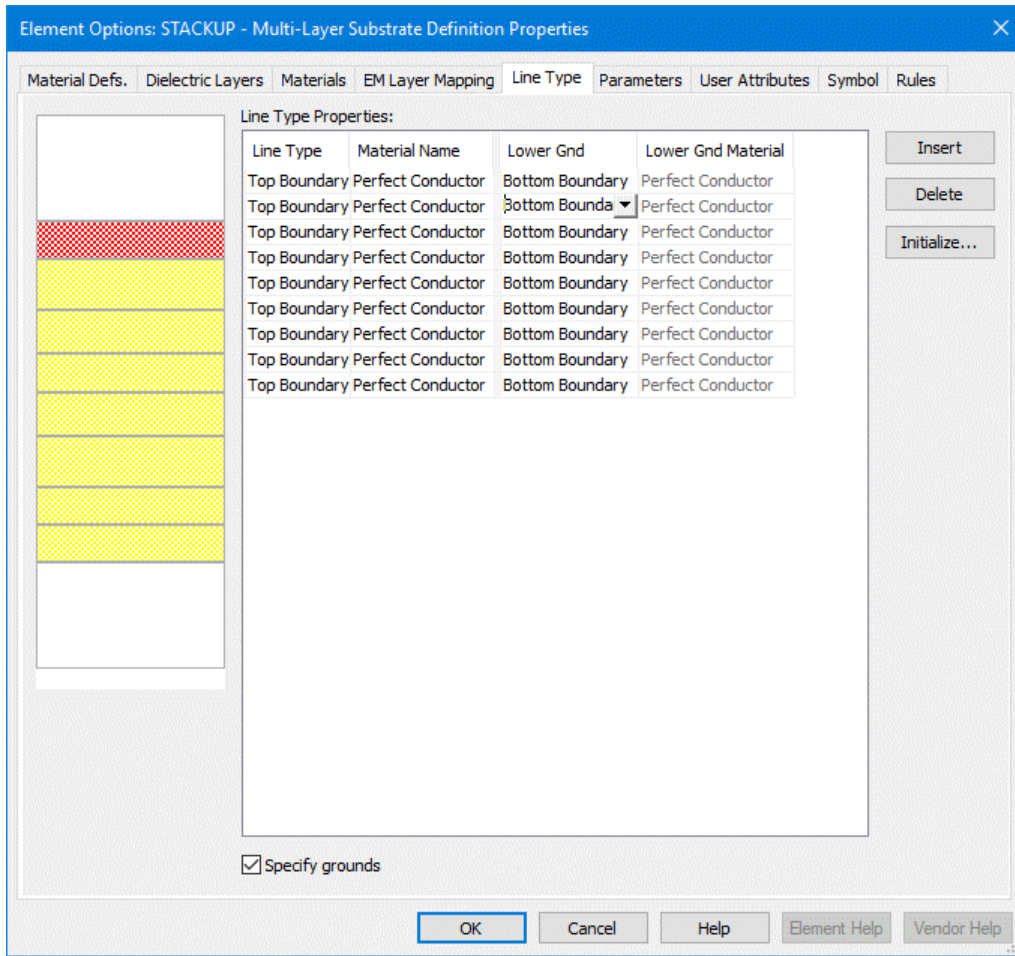 Element Options: STACKUP - Multi-Layer Substrate Definition Properties
Material Defs. Dielectric Layers Materials EM Layer Mapping Line Type Parameters User Attributes Symbol Rules
Line Type Properties:
Line Type Material Name Lower Gnd Lower Gnd Material
Top Boundary Perfect Conductor Bottom Boundary Perfect Conductor
Top Boundary Perfect Conductor Bottom Bounda Perfect Conductor
Top Boundary Perfect Conductor Bottom Boundary Perfect Conductor
Top Boundary Perfect Conductor Bottom Boundary Perfect Conductor
Top Boundary Perfect Conductor Bottom Boundary Perfect Conductor
Top Boundary Perfect Conductor Bottom Boundary Perfect Conductor
Top Boundary Perfect Conductor Bottom Boundary Perfect Conductor
Top Boundary Perfect Conductor Bottom Boundary Perfect Conductor
Top Boundary Perfect Conductor Bottom Boundary Perfect Conductor
Insert
Delete
Initialize...
Specify grounds
OK Cancel Help Element Help Vendor Help